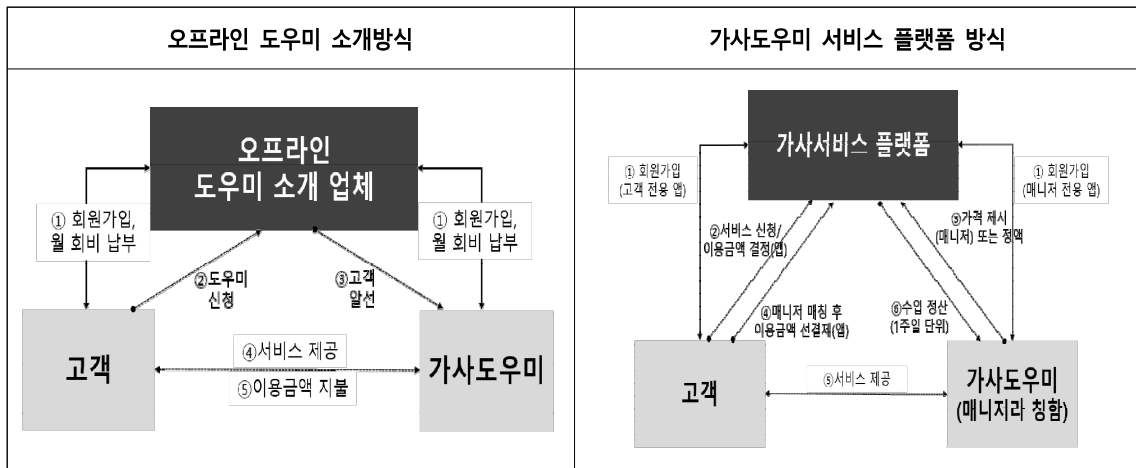 오프라인 도우미 소개방식
오프라인
도우미 소개 업체
① 회원가입,
월 회비 납부
① 회원가입,
월 회비 납부
②도우미
신청
③고객
알선
고객
④서비스 제공
⑤이용금액 지불
가사도우미
가사도우미 서비스 플랫폼 방식
가사서비스 플랫폼
① 회원가입
(고객 전용 앱)
① 회원가입
(매니저 전용 앱)
②서비스 신청/
이용금액 결정(앱)
③가격 제시
(매니저) 또는 정액
④매니저 매칭 후
이용금액 선결제(앱)
⑥수입 정산
(1주일 단위)
고객
⑤서비스 제공
가사도우미
(매니지라 칭함)